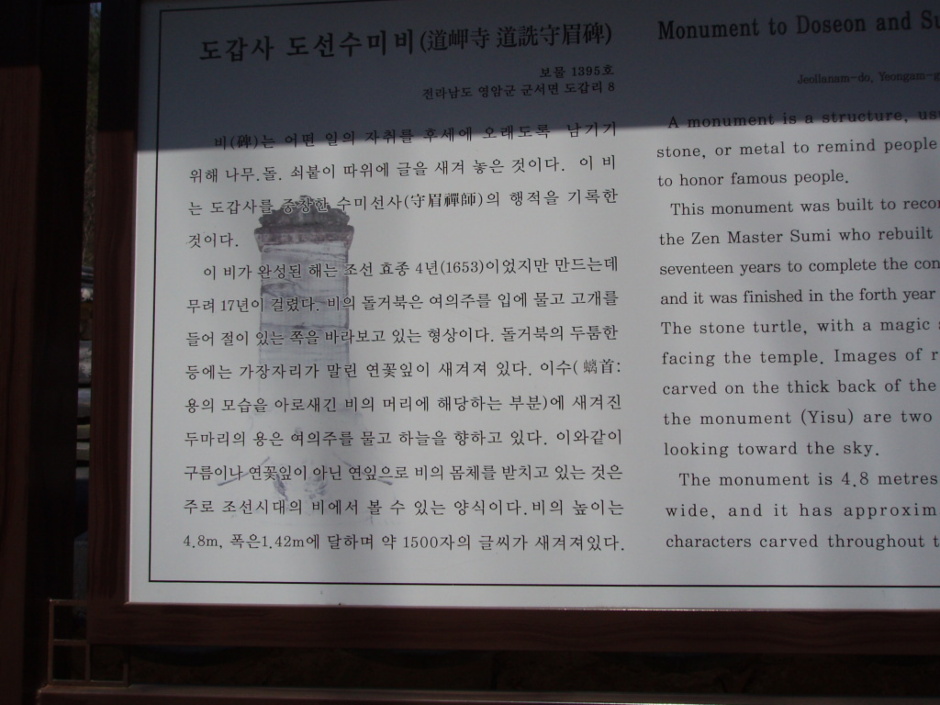 도갑사 도선수미비(道岬寺 道詵守眉碑)
보물 1395호
전라남도 영암군 군서면 도갑리 8
비(碑)는 어떤 일의 자취를 후세에 오래도록 남기기
위해 나무.돌. 쇠붙이 따위에 글을 새겨 놓은 것이다. 이 비
는 도갑사를 중창한 수미선사(守眉禪師)의 행적을 기록한
것이다.
이 비가 완성된 해는 조선 효종 4년(1653)이었지만 만드는데
무려 17년이 걸렸다. 비의 돌거북은 여의주를 입에 물고 고개를
들어 절이 있는 쪽을 바라보고 있는 형상이다. 돌거북의 두툼한
등에는 가장자리가 말린 연꽃잎이 새겨져 있다. 이수( 螭首:
용의 모습을 아로새긴 비의 머리에 해당하는 부분)에 새겨진
두마리의 용은 여의주를 물고 하늘을 향하고 있다. 이와같이
구름이나 연꽃잎이 아닌 연잎으로 비의 몸체를 받치고 있는 것은
주로 조선시대의 비에서 볼 수 있는 양식이다.비의 높이는
4.8m, 폭은1.42m에 달하며 약 1500자의 글씨가 새겨져있다.
Monument to Doseon and Su
Jeollanam-do, Yeongam-g
A monument is a structure, us
stone, or metal to remind people
to honor famous people.
This monument was built to reco
the Zen Master Sumi who rebuilt
seventeen years to complete the con
and it was finished in the forth year
The stone turtle, with a magic
facing the temple. Images of r
carved on the thick back of the
the monument (Yisu) are two
looking toward the sky.
The monument is 4.8 metres
wide, and it has approxim
characters carved throughout t